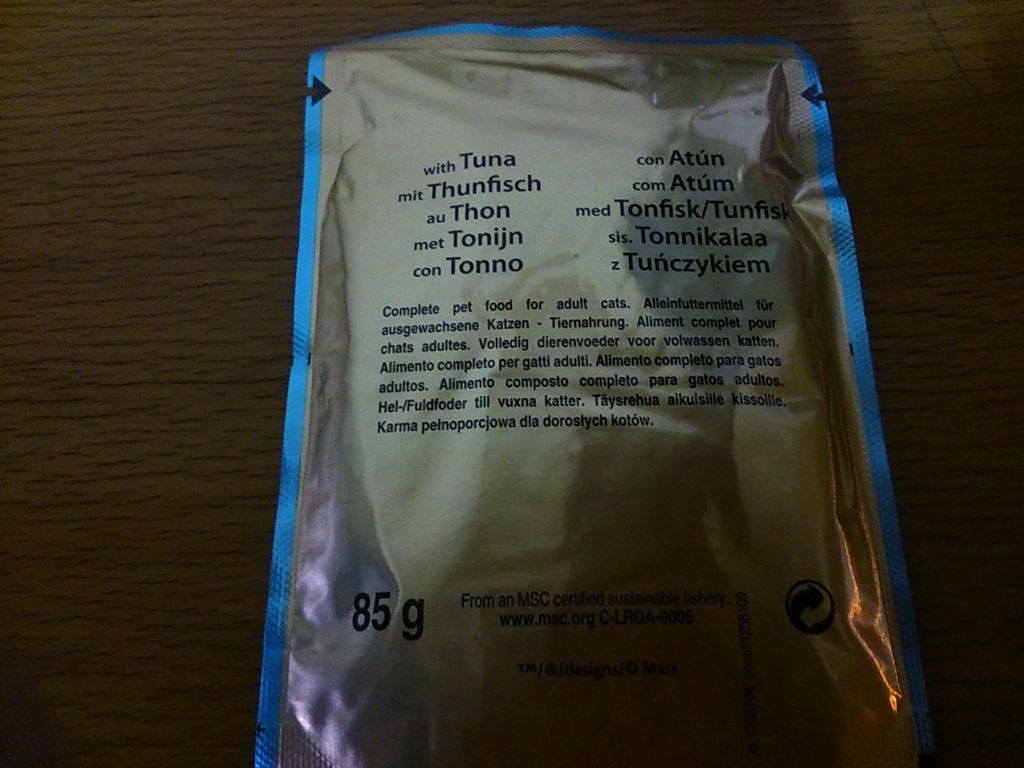 with Tuna
mit Thunfisch
au Thon
met Tonijn
con Tonno
con Atún
com Atúm
med Tonfisk/Tunfisk
sis. Tonnikalaa
z Tuńczykiem
Complete pet food for adult cats. Alleinfuttermittel für
ausgewachsene Katzen - Tiernahrung. Aliment complet pour
chats adultes. Volledig dierenvoeder voor volwassen katten.
Alimento completo per gatti adulti. Alimento completo para gatos
adultos. Alimento composto completo para gatos adultos.
Hel-/Fuldfoder till vuxna katter. Täysrehua aikuisille kissoille.
Karma pełnoporcjowa dla dorosłych kotów.
85 g
From an MSC certified sustainable fishery.
www.msc.org C-LRQA-0005
™/®/designs/© Mars
pouch1258109